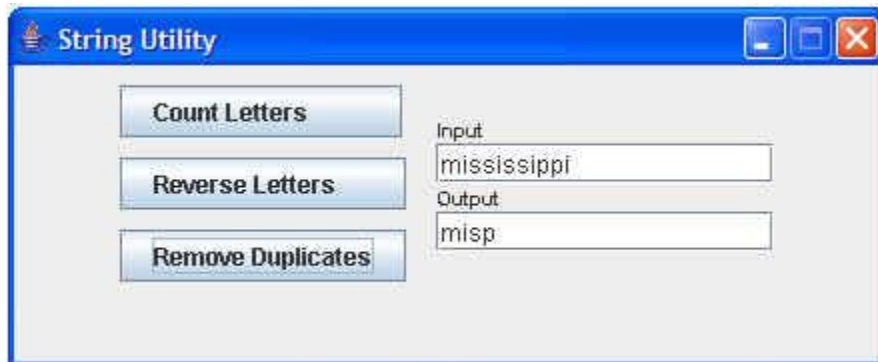 String Utility
Count Letters
Reverse Letters
Remove Duplicates
Input
mississippi
Output
misp